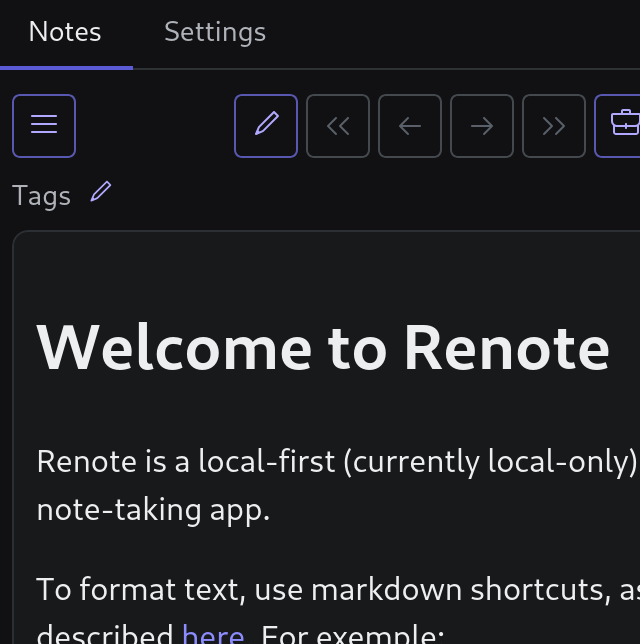 Notes Settings
Tags
Welcome to Renote
Renote is a local-first (currently local-only)
note-taking app.
To format text, use markdown shortcuts, as
described here. For exemple: